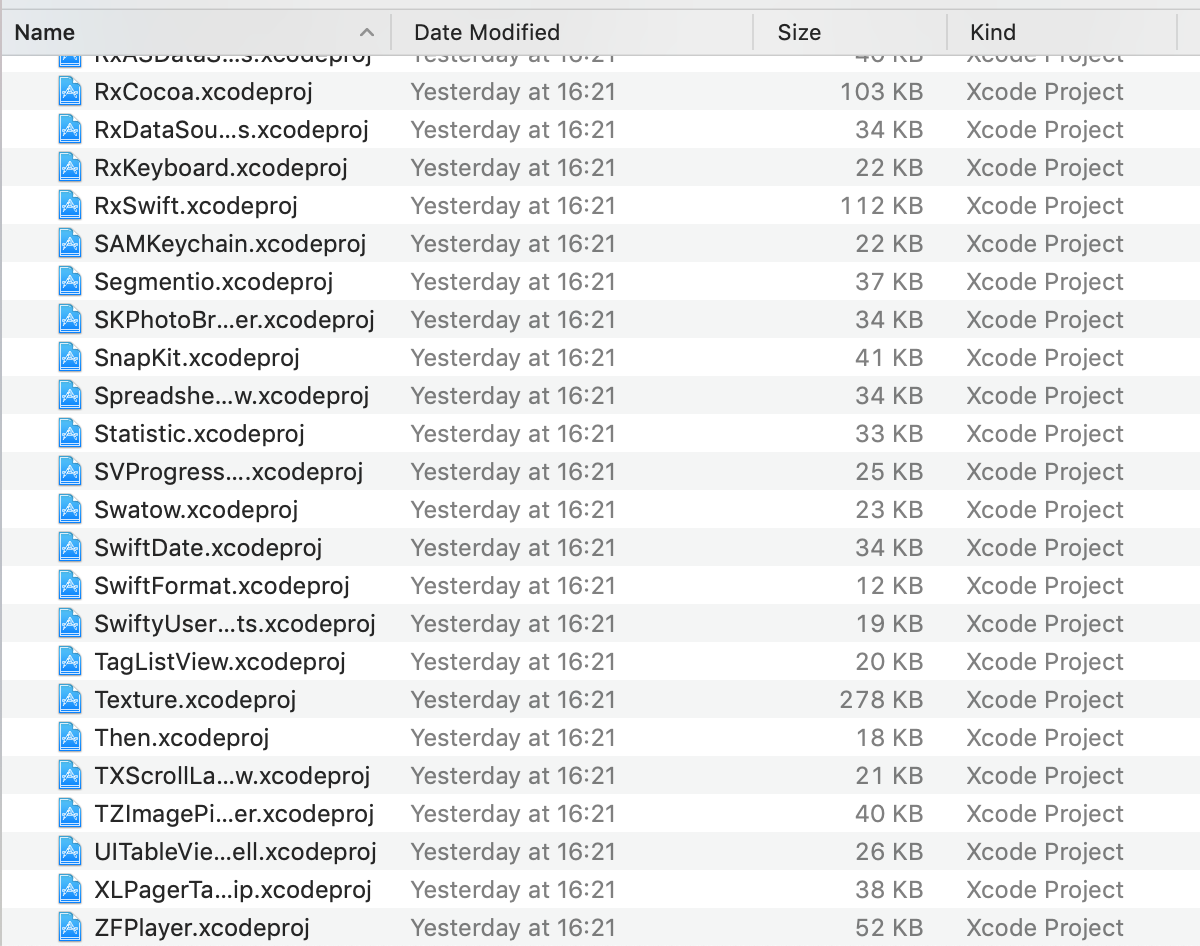 Name Date Modified Size Kind
RxASDataS...s.xcodeproj Yesterday at 16:21 40 KB Xcode Project
RxCocoa.xcodeproj Yesterday at 16:21 103 KB Xcode Project
RxDataSou...s.xcodeproj Yesterday at 16:21 34 KB Xcode Project
RxKeyboard.xcodeproj Yesterday at 16:21 22 KB Xcode Project
RxSwift.xcodeproj Yesterday at 16:21 112 KB Xcode Project
SAMKeychain.xcodeproj Yesterday at 16:21 22 KB Xcode Project
Segmentio.xcodeproj Yesterday at 16:21 37 KB Xcode Project
SKPhotoBr...er.xcodeproj Yesterday at 16:21 34 KB Xcode Project
SnapKit.xcodeproj Yesterday at 16:21 41 KB Xcode Project
Spreadshe...w.xcodeproj Yesterday at 16:21 34 KB Xcode Project
Statistic.xcodeproj Yesterday at 16:21 33 KB Xcode Project
SVProgress....xcodeproj Yesterday at 16:21 25 KB Xcode Project
Swatow.xcodeproj Yesterday at 16:21 23 KB Xcode Project
SwiftDate.xcodeproj Yesterday at 16:21 34 KB Xcode Project
SwiftFormat.xcodeproj Yesterday at 16:21 12 KB Xcode Project
SwiftyUser...ts.xcodeproj Yesterday at 16:21 19 KB Xcode Project
TagListView.xcodeproj Yesterday at 16:21 20 KB Xcode Project
Texture.xcodeproj Yesterday at 16:21 278 KB Xcode Project
Then.xcodeproj Yesterday at 16:21 18 KB Xcode Project
TXScrollLa...w.xcodeproj Yesterday at 16:21 21 KB Xcode Project
TZImagePi...er.xcodeproj Yesterday at 16:21 40 KB Xcode Project
UITableVie...ell.xcodeproj Yesterday at 16:21 26 KB Xcode Project
XLPagerTa...ip.xcodeproj Yesterday at 16:21 38 KB Xcode Project
ZFPlayer.xcodeproj Yesterday at 16:21 52 KB Xcode Project